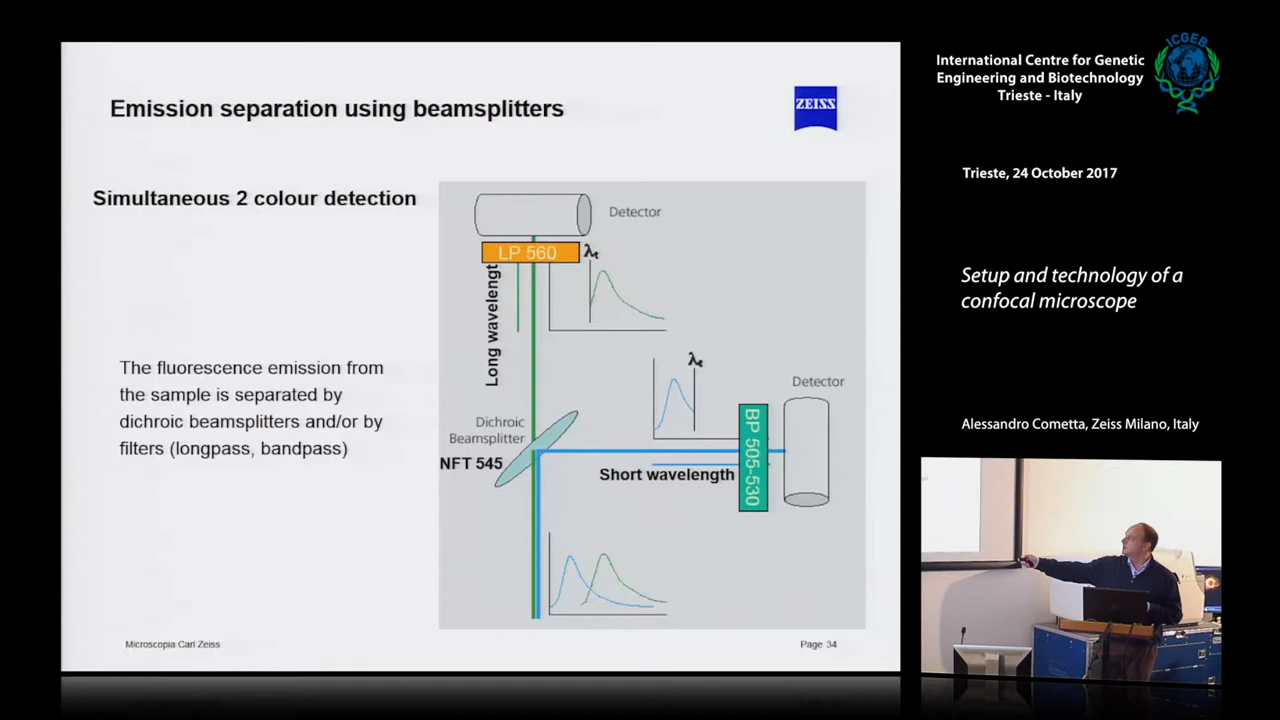 Emission separation using beamsplitters
ZEISS
Simultaneous 2 colour detection
Detector
LP 560
λt
Long wavelengt
λt
Detector
The fluorescence emission from
the sample is separated by
dichroic beamsplitters and/or by
filters (longpass, bandpass)
Dichroic
Beamsplitter
NFT 545
BP 505-530
Short wavelength
Microscopia Carl Zeiss
Page 34
International Centre for Genetic
Engineering and Biotechnology
Trieste - Italy
ICGEB
Trieste, 24 October 2017
Setup and technology of a
confocal microscope
Alessandro Cometta, Zeiss Milano, Italy